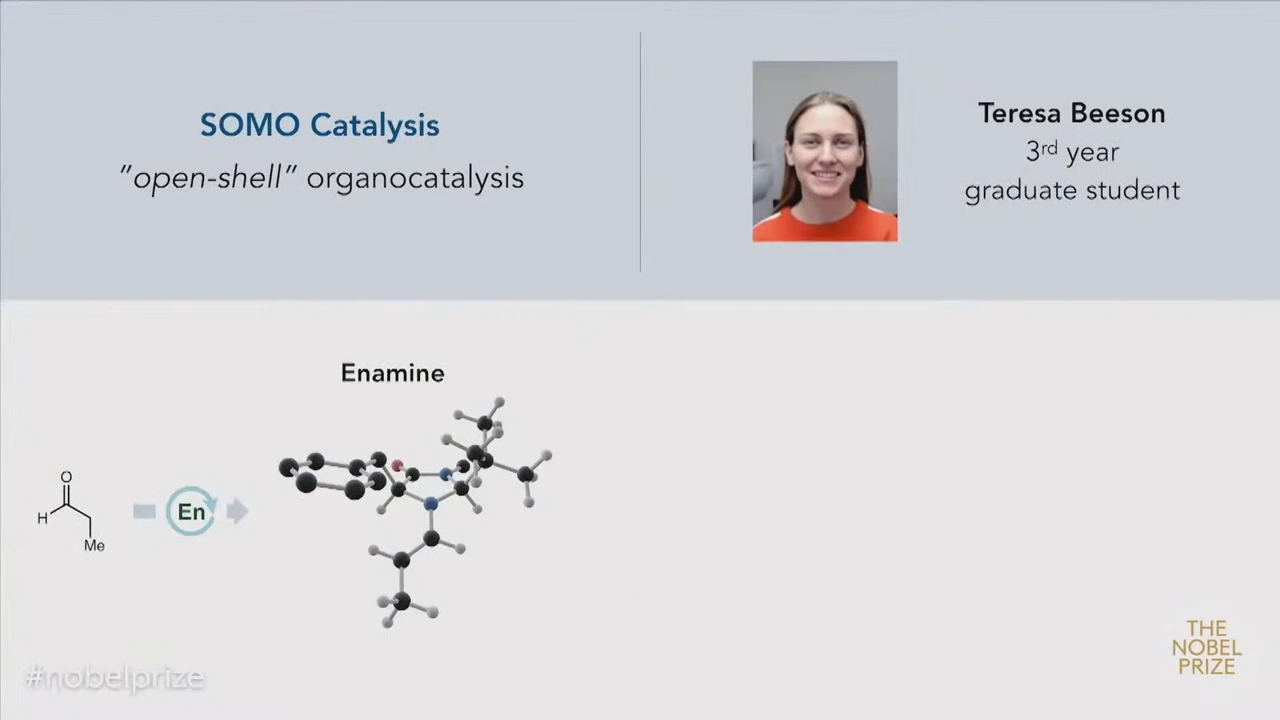 SOMO Catalysis
"open-shell" organocatalysis
Teresa Beeson
3rd year
graduate student
Enamine
O
H
Me
En
#nobelprize
THE
NOBEL
PRIZE